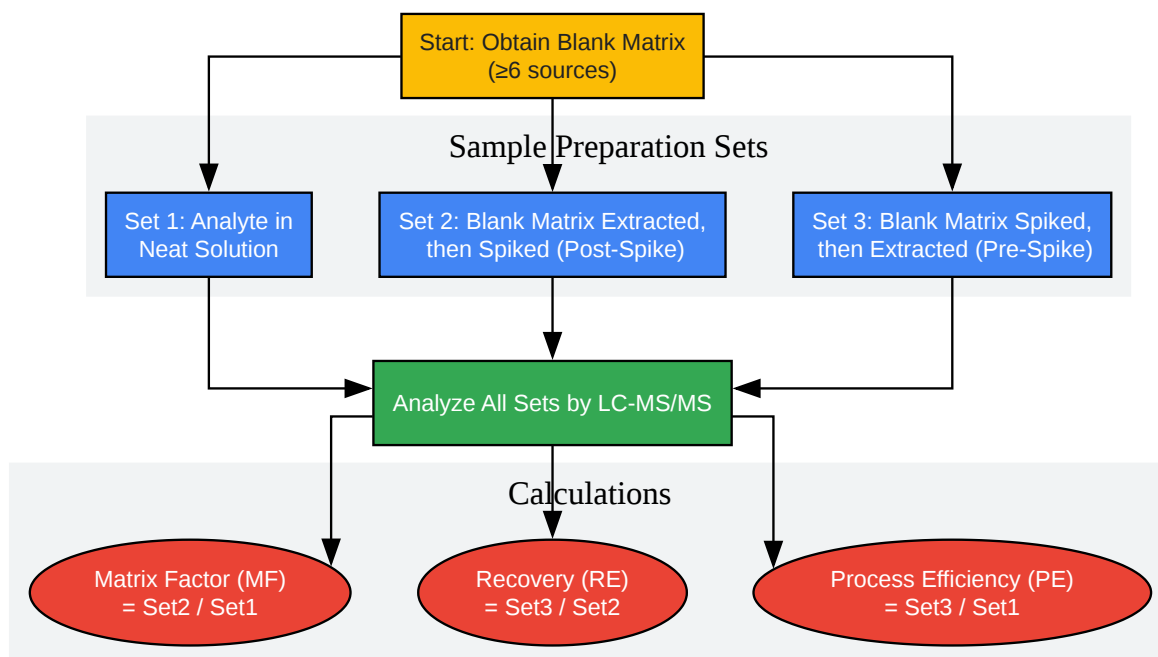 Start: Obtain Blank Matrix
(≥6 sources)
Sample Preparation Sets
Set 1: Analyte in
Neat Solution
Set 2: Blank Matrix Extracted,
then Spiked (Post-Spike)
Set 3: Blank Matrix Spiked,
then Extracted (Pre-Spike)
Analyze All Sets by LC-MS/MS
Calculations
Matrix Factor (MF)
= Set2 / Set1
Recovery (RE)
= Set3 / Set2
Process Efficiency (PE)
= Set3 / Set1